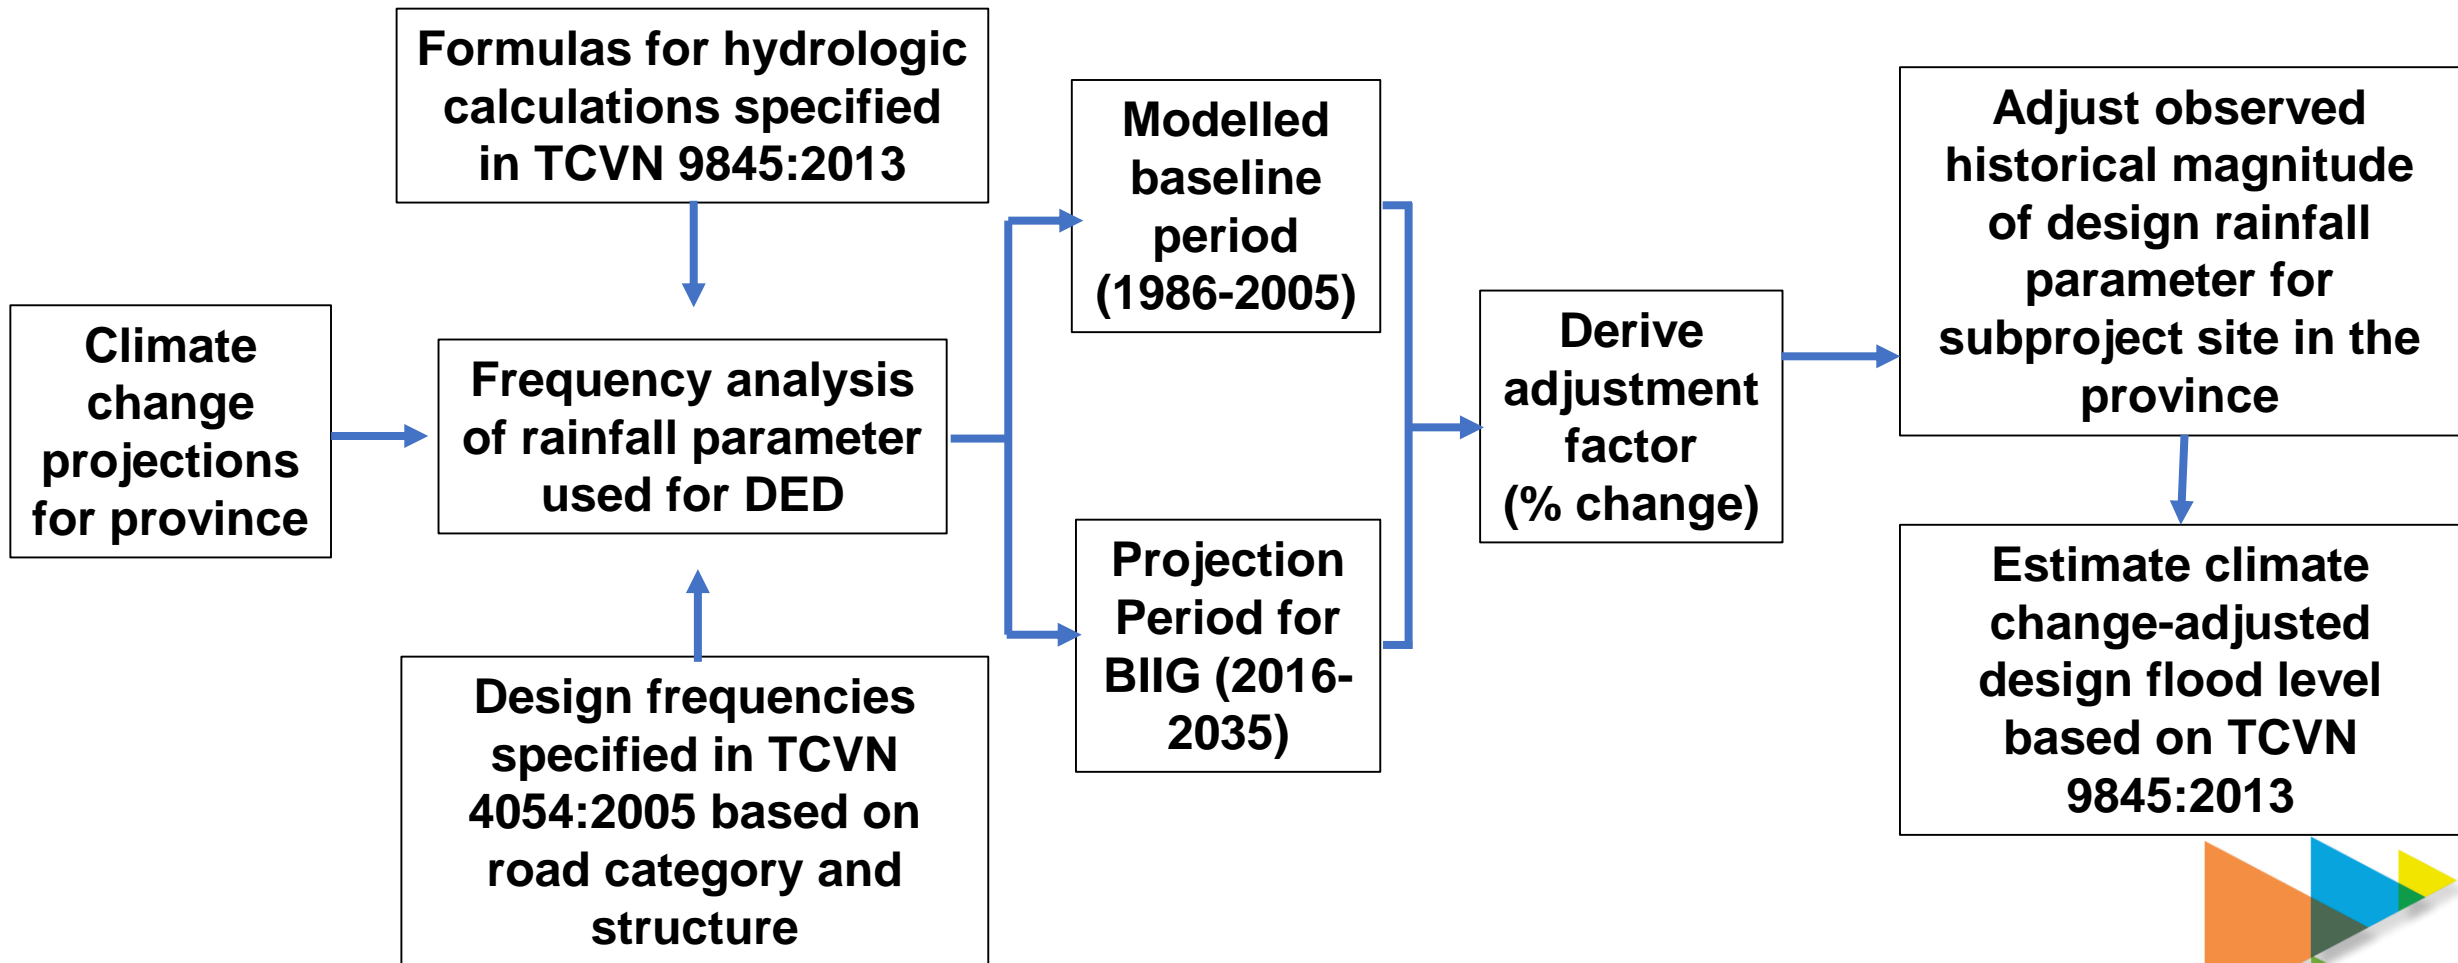 Formulas for hydrologic
calculations specified
in TCVN 9845:2013
Climate
change
projections
for province
Frequency analysis
of rainfall parameter
used for DED
Design frequencies
specified in TCVN
4054:2005 based on
road category and
structure
Modelled
baseline
period
(1986-2005)
Projection
Period for
BIIG (2016-
2035)
Derive
adjustment
factor
(% change)
Adjust observed
historical magnitude
of design rainfall
parameter for
subproject site in the
province
Estimate climate
change-adjusted
design flood level
based on TCVN
9845:2013